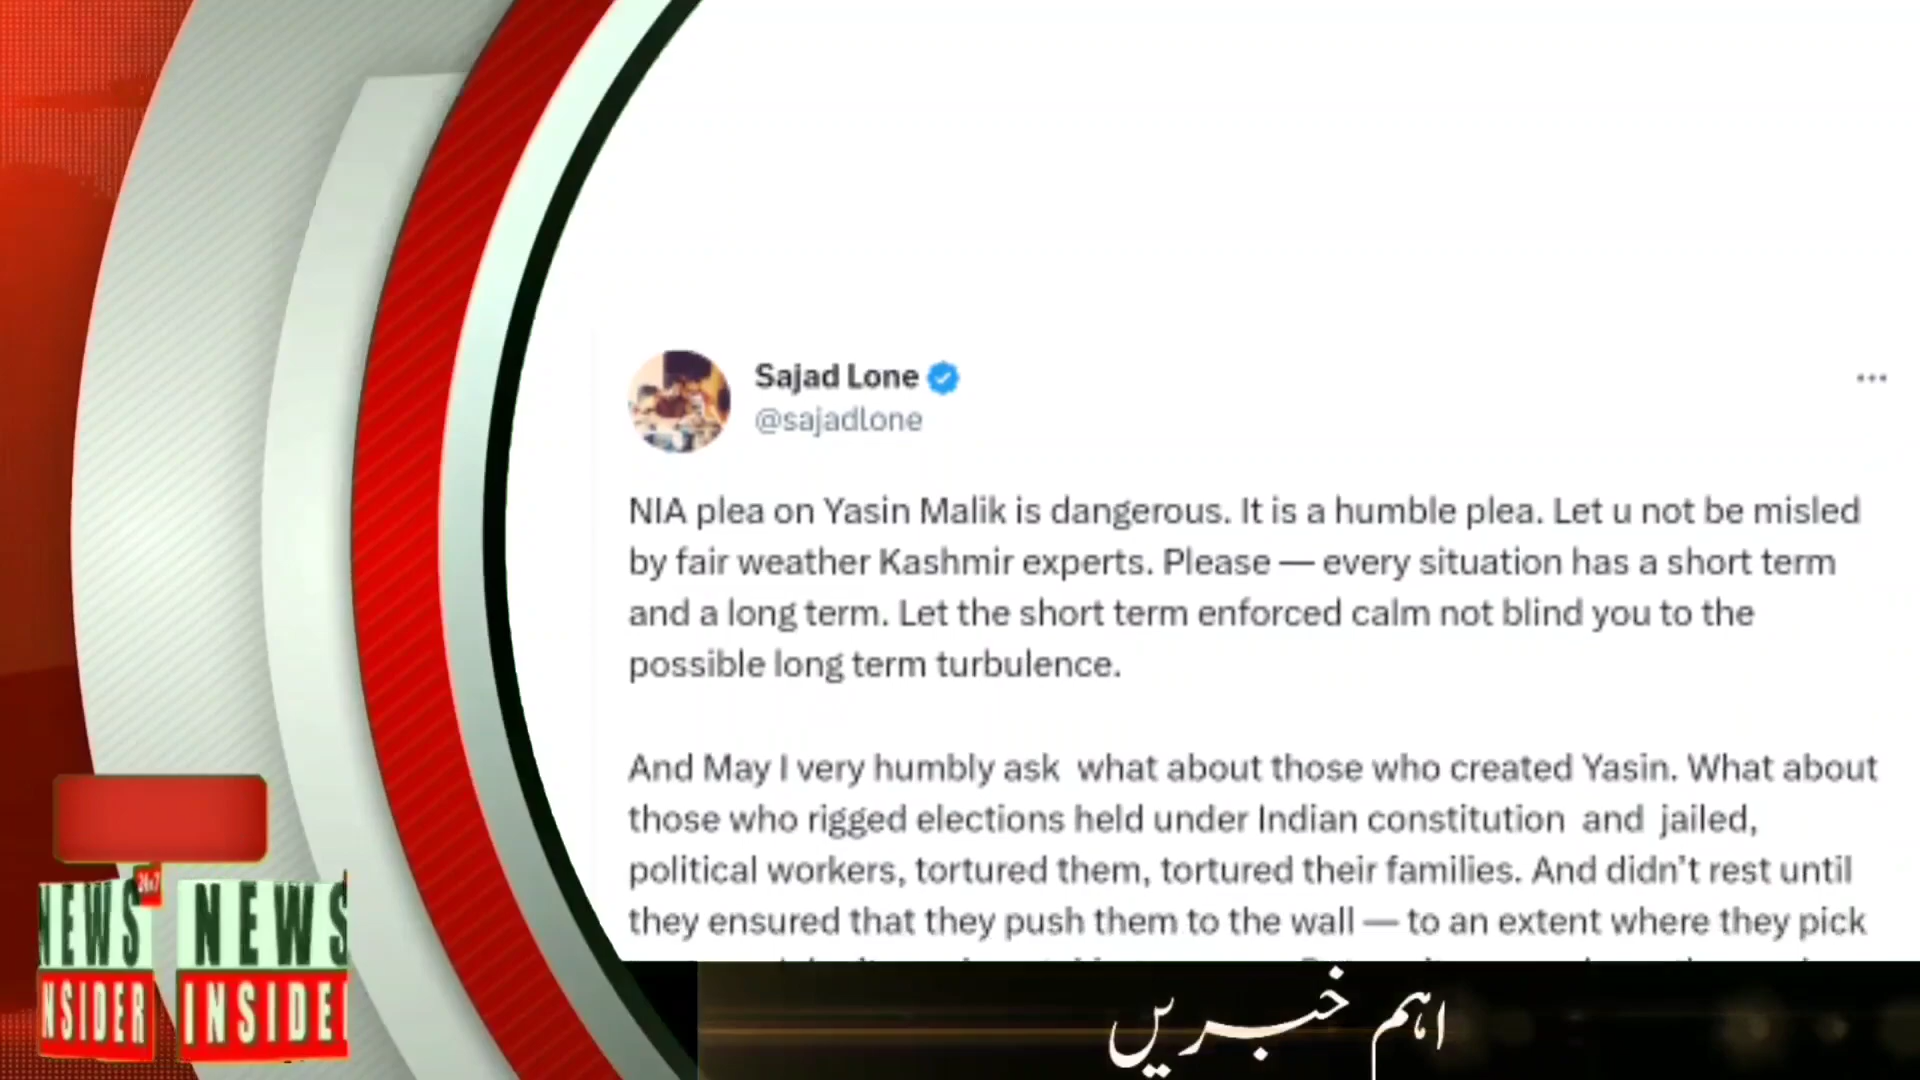 Sajad Lone
@sajadlone
NIA plea on Yasin Malik is dangerous. It is a humble plea. Let u not be misled
by fair weather Kashmir experts. Please — every situation has a short term
and a long term. Let the short term enforced calm not blind you to the
possible long term turbulence.
And May I very humbly ask what about those who created Yasin. What about
those who rigged elections held under Indian constitution and jailed,
political workers, tortured them, tortured their families. And didn't rest until
they ensured that they push them to the wall — to an extent where they pick
24x7
NEWS
NEWS
NSIDER
INSIDE
اہم خبریں